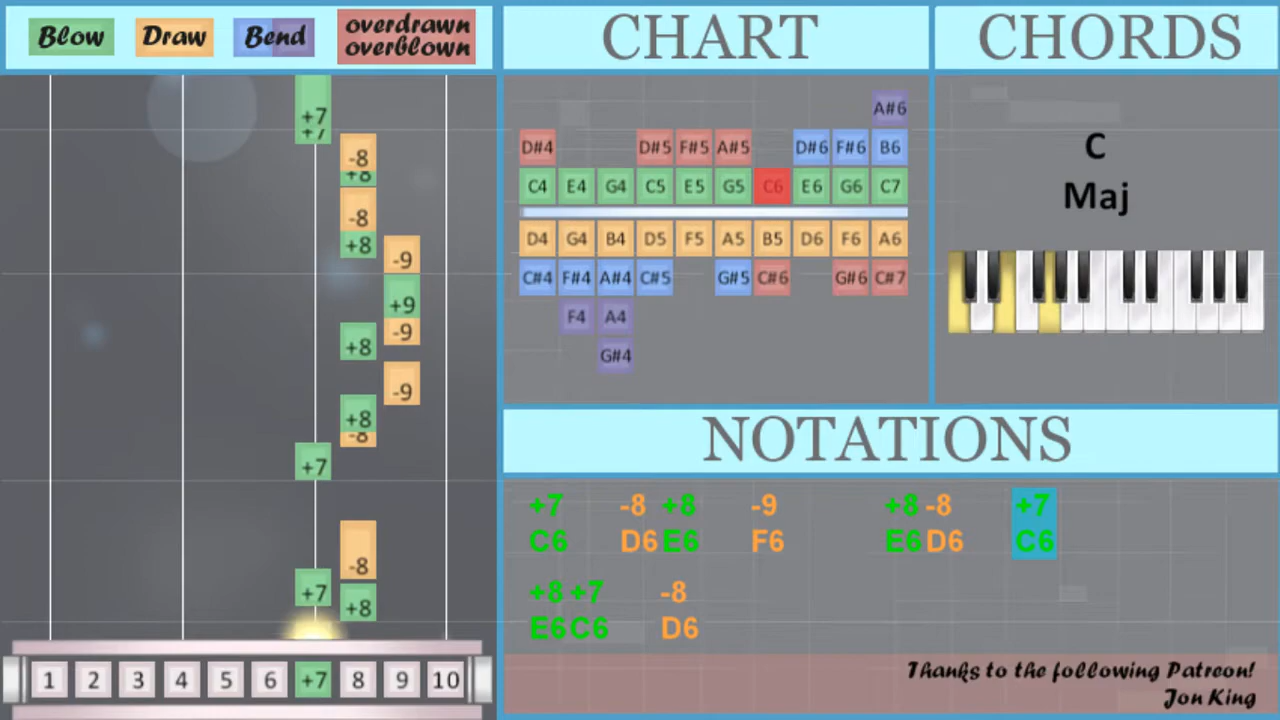 Blow Draw Bend overdrawn overblown
CHART
CHORDS
+7
+7
-8
+8
-8
+8
-9
+9
-9
+8
-9
+8
-8
+7
-8
+7
+8
1 2 3 4 5 6 +7 8 9 10
A#6
D#4 D#5 F#5 A#5 D#6 F#6 B6
C4 E4 G4 C5 E5 G5 C6 E6 G6 C7
D4 G4 B4 D5 F5 A5 B5 D6 F6 A6
C#4 F#4 A#4 C#5 G#5 C#6 G#6 C#7
F4 A4
G#4
C
Maj
NOTATIONS
+7 -8 +8 -9 +8 -8 +7
C6 D6 E6 F6 E6 D6 C6
+8 +7 -8
E6 C6 D6
Thanks to the following Patreon!
Jon King